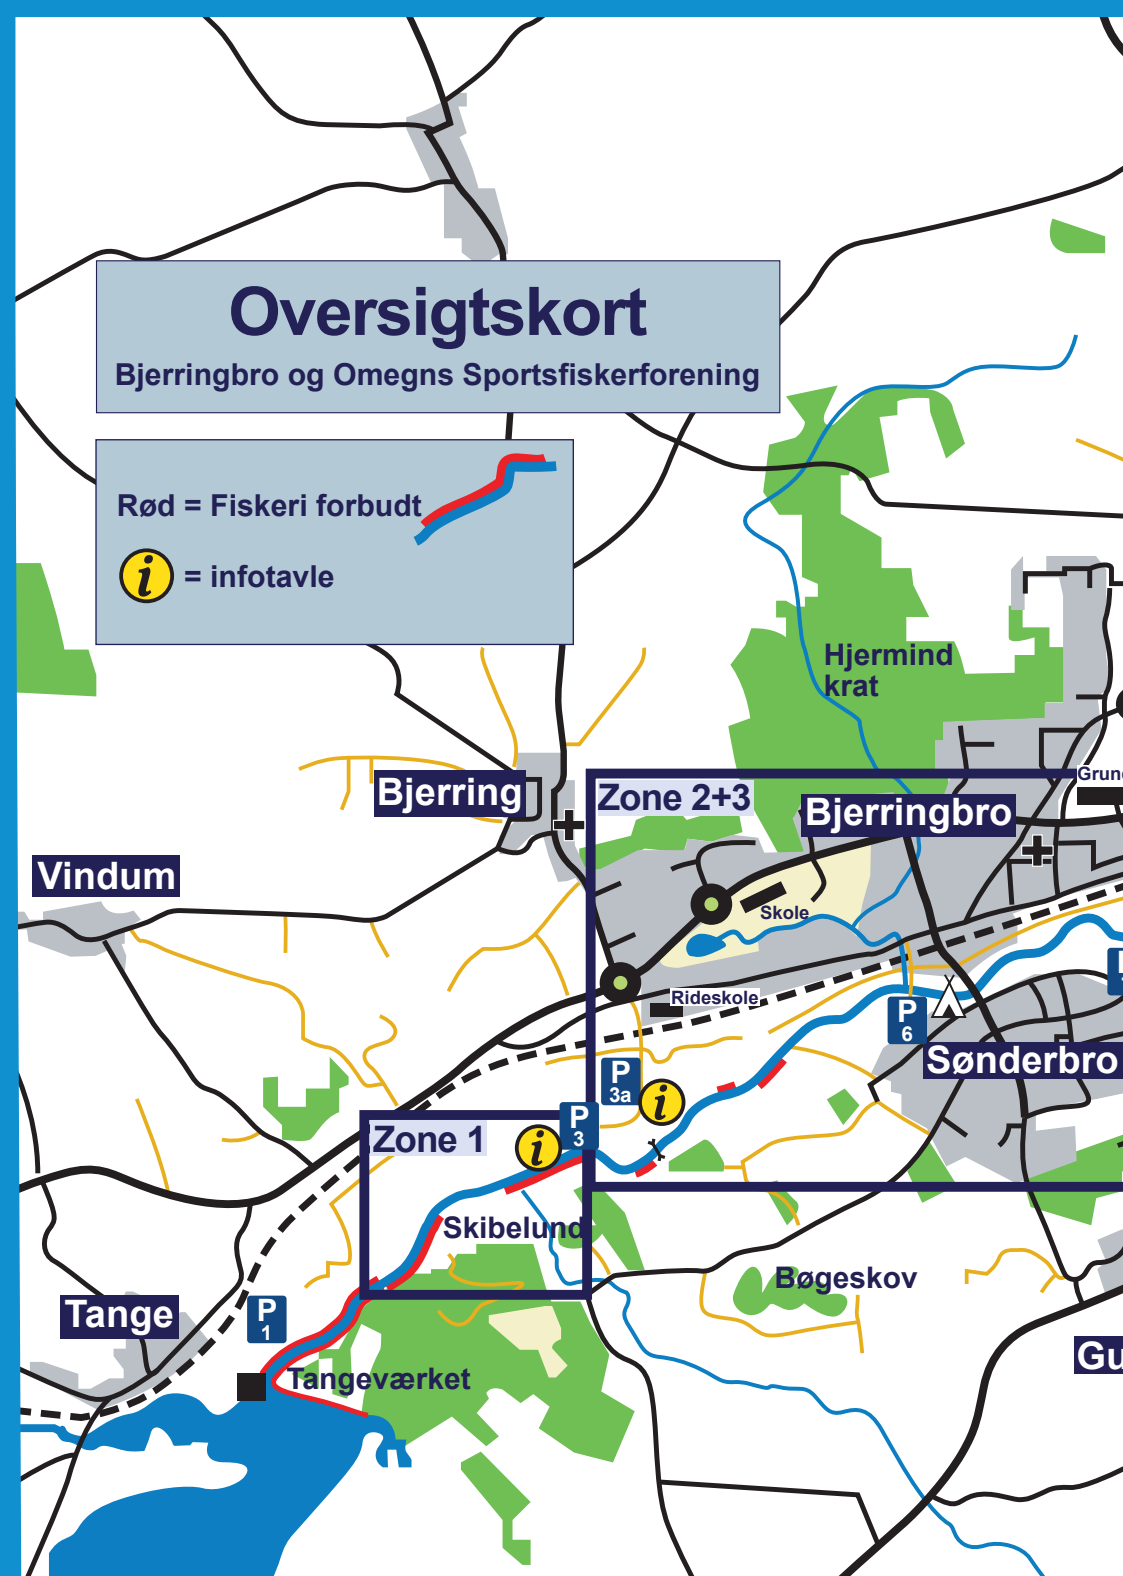 Oversigtskort
Bjerringbro og Omegns Sportsfiskerforening
Rød = Fiskeri forbudt
i = infotavle
Hjermind
krat
Bjerring
Zone 2+3
Bjerringbro
Vindum
Skole
Rideskole
P
6
Sønderbro
P
3a
i
P
3
Zone 1
i
Skibelund
Bøgeskov
Tange
P
1
Tangeværket